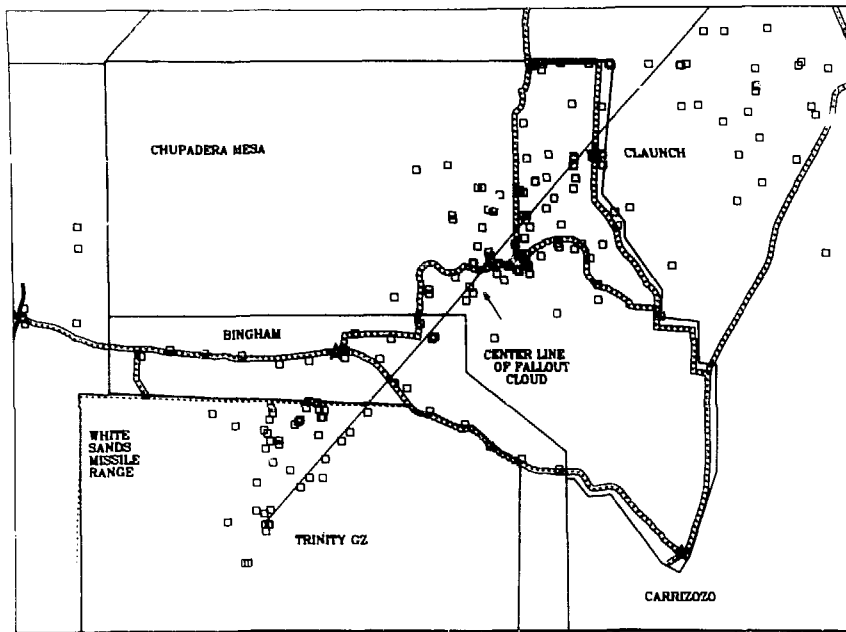 CHUPADERA MESA
CLAUNCH
BINGHAM
CENTER LINE
OF FALLOUT
CLOUD
WHITE
SANDS
MISSILE
RANGE
TRINITY GZ
CARRIZOZO